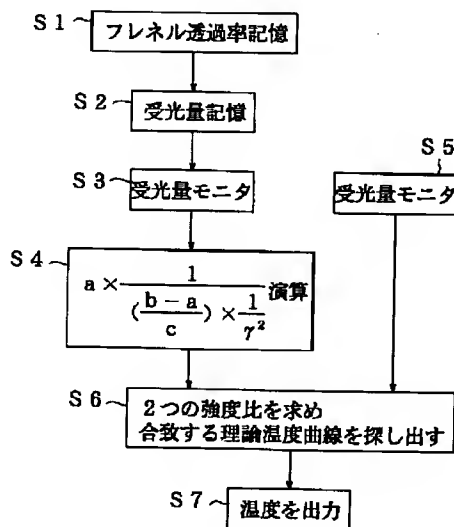 S1
フレネル透過率記憶
S2
受光量記憶
S3
受光量モニタ
S5
受光量モニタ
S4
a × 1 / ((b - a / c) × 1 / γ²) 演算
S6
2つの強度比を求め
合致する理論温度曲線を探し出す
S7
温度を出力